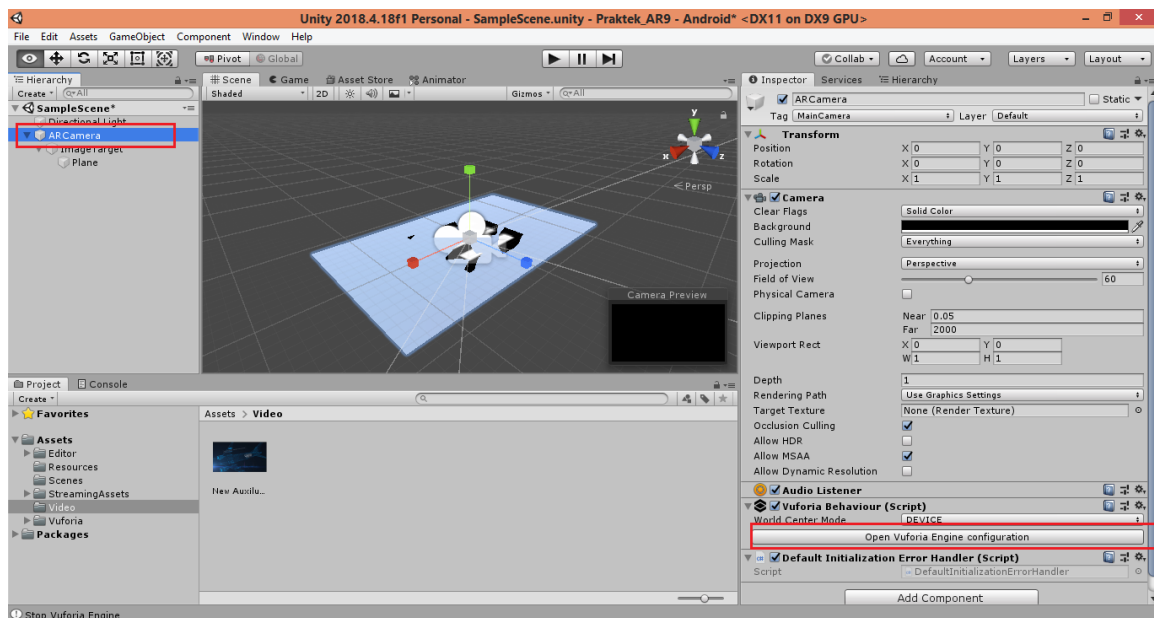 Unity 2018.4.18f1 Personal - SampleScene.unity - Praktek_AR9 - Android* <DX11 on DX9 GPU>
File Edit Assets GameObject Component Window Help
Pivot Global Collab Account Layers Layout
Hierarchy Scene Game Asset Store Animator Inspector Services Hierarchy
Create All Shaded 2D Gizmos All
SampleScene*
Directional Light
ARCamera
ImageTarget
Plane
y
x
z
Persp
Camera Preview
ARCamera Static
Tag MainCamera Layer Default
Transform
Position X 0 Y 0 Z 0
Rotation X 0 Y 0 Z 0
Scale X 1 Y 1 Z 1
Camera
Clear Flags Solid Color
Background
Culling Mask Everything
Projection Perspective
Field of View 60
Physical Camera
Clipping Planes Near 0.05
Far 2000
Viewport Rect X 0 Y 0
W 1 H 1
Depth 1
Rendering Path Use Graphics Settings
Target Texture None (Render Texture)
Occlusion Culling
Allow HDR
Allow MSAA
Allow Dynamic Resolution
Audio Listener
Vuforia Behaviour (Script)
World Center Mode DEVICE
Open Vuforia Engine configuration
Default Initialization Error Handler (Script)
Script DefaultInitializationErrorHandler
Add Component
Project Console
Create
Favorites
Assets
Editor
Resources
Scenes
StreamingAssets
Video
Vuforia
Packages
Assets > Video
New Auxilu...
Stop Vuforia Engine